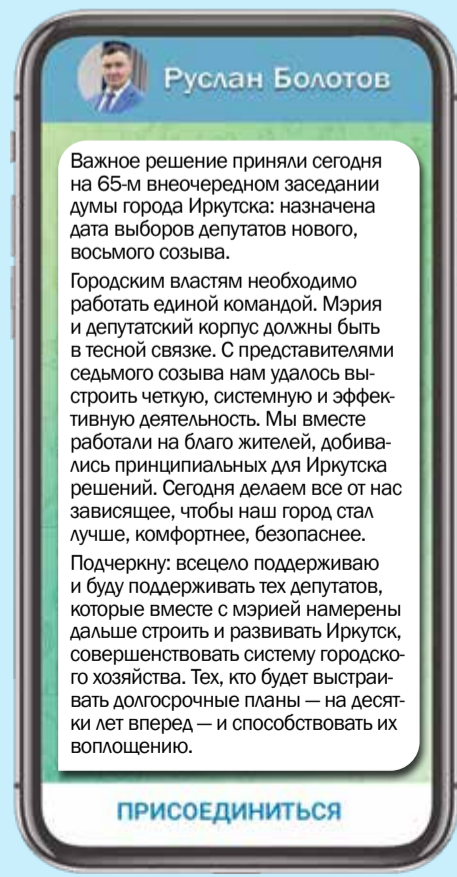 Руслан Болотов
Важное решение приняли сегодня
на 65-м внеочередном заседании
думы города Иркутска: назначена
дата выборов депутатов нового,
восьмого созыва.
Городским властям необходимо
работать единой командой. Мэрия
и депутатский корпус должны быть
в тесной связке. С представителями
седьмого созыва нам удалось вы-
строить четкую, системную и эффек-
тивную деятельность. Мы вместе
работали на благо жителей, добива-
лись принципиальных для Иркутска
решений. Сегодня делаем все от нас
зависящее, чтобы наш город стал
лучше, комфортнее, безопаснее.
Подчеркну: всецело поддерживаю
и буду поддерживать тех депутатов,
которые вместе с мэрией намерены
дальше строить и развивать Иркутск,
совершенствовать систему городско-
го хозяйства. Тех, кто будет выстраи-
вать долгосрочные планы — на десят-
ки лет вперед — и способствовать их
воплощению.
ПРИСОЕДИНИТЬСЯ